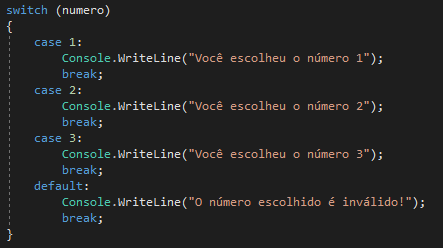 switch (numero)
{
case 1:
Console.WriteLine("Você escolheu o número 1");
break;
case 2:
Console.WriteLine("Você escolheu o número 2");
break;
case 3:
Console.WriteLine("Você escolheu o número 3");
break;
default:
Console.WriteLine("O número escolhido é inválido!");
break;
}